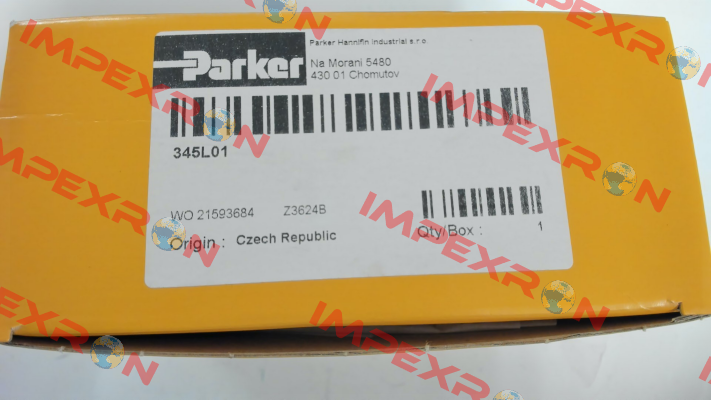 Parker
Parker Hannifin Industrial s.r.o.
Na Morani 5480
430 01 Chomutov
345L01
WO 21593684 Z3624B
Qty/Box : 1
Origin : Czech Republic
IMPEXRON
IMPEXRON
IMPEXRON
IMPEXRON
IMPEXRON
IMPEXRON